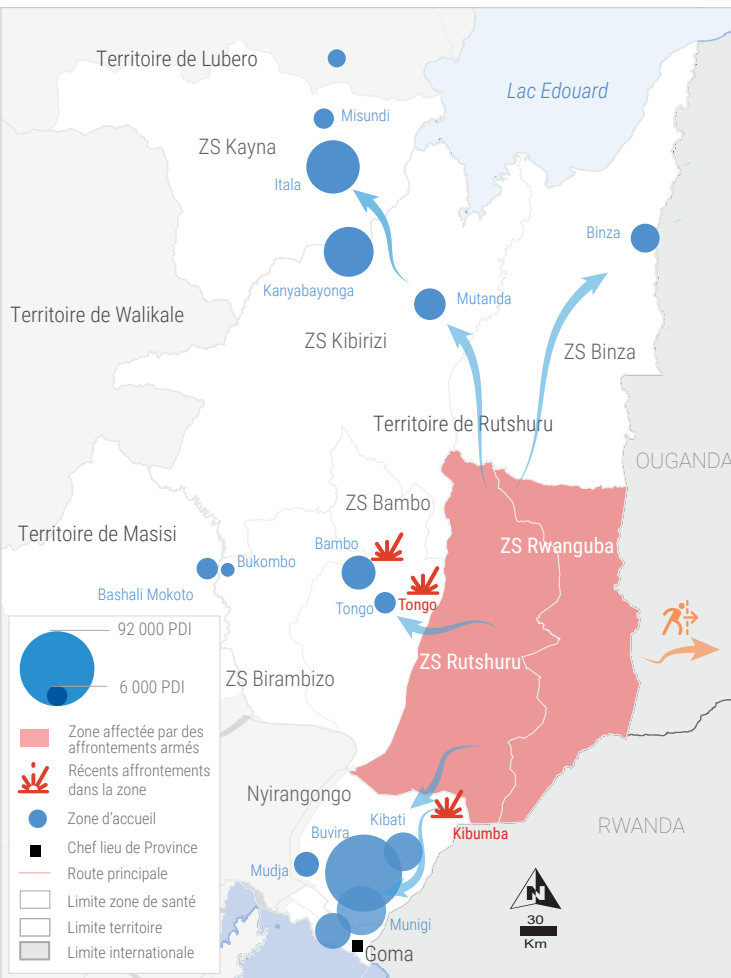 Territoire de Lubero
Lac Edouard
Misundi
ZS Kayna
Itala
Binza
Kanyabayonga
Mutanda
Territoire de Walikale
ZS Kibirizi
ZS Binza
Territoire de Rutshuru
OUGANDA
ZS Bambo
Territoire de Masisi
Bambo
ZS Rwanguba
Bukombo
Bashali Mokoto
Tongo
Tongo
ZS Rutshuru
ZS Birambizo
92 000 PDI
6 000 PDI
Zone affectée par des
affrontements armés
Récents affrontements
dans la zone
Zone d'accueil
Chef lieu de Province
Route principale
Limite zone de santé
Limite territoire
Limite internationale
Nyirangongo
Kibati
Buvira
Kibumba
RWANDA
Mudja
Munigi
Goma
N
30
Km